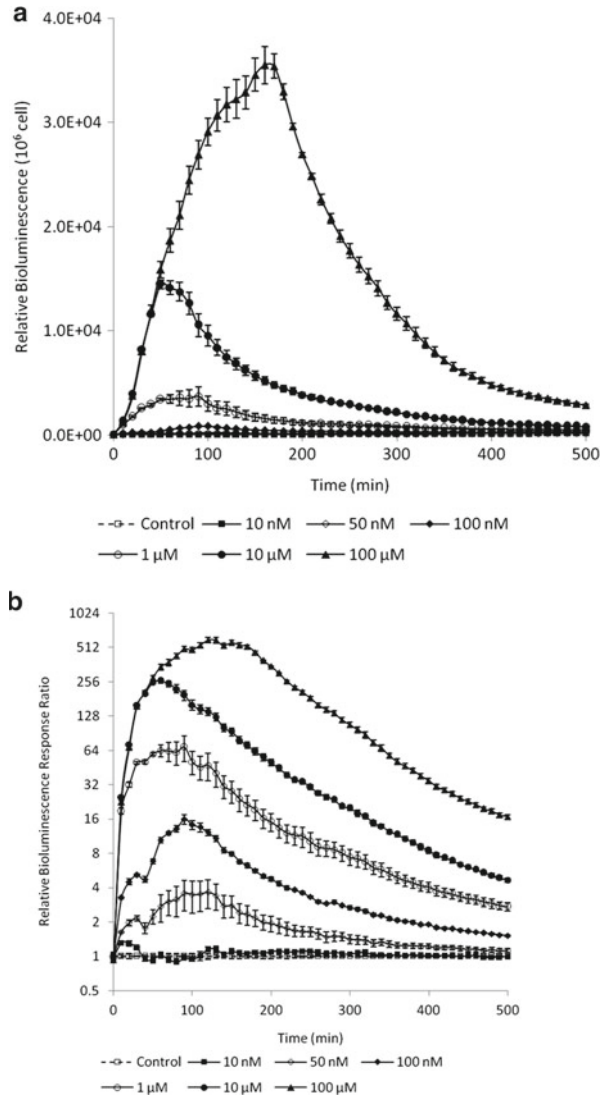 a
4.0E+04
3.0E+04
2.0E+04
1.0E+04
0.0E+00
Relative Bioluminescence (10⁶ cell)
0 100 200 300 400 500
Time (min)
Control 10 nM 50 nM 100 nM
1 µM 10 µM 100 µM
b
1024
512
256
128
64
32
16
8
4
2
1
0.5
Relative Bioluminescence Response Ratio
0 100 200 300 400 500
Time (min)
Control 10 nM 50 nM 100 nM
1 µM 10 µM 100 µM